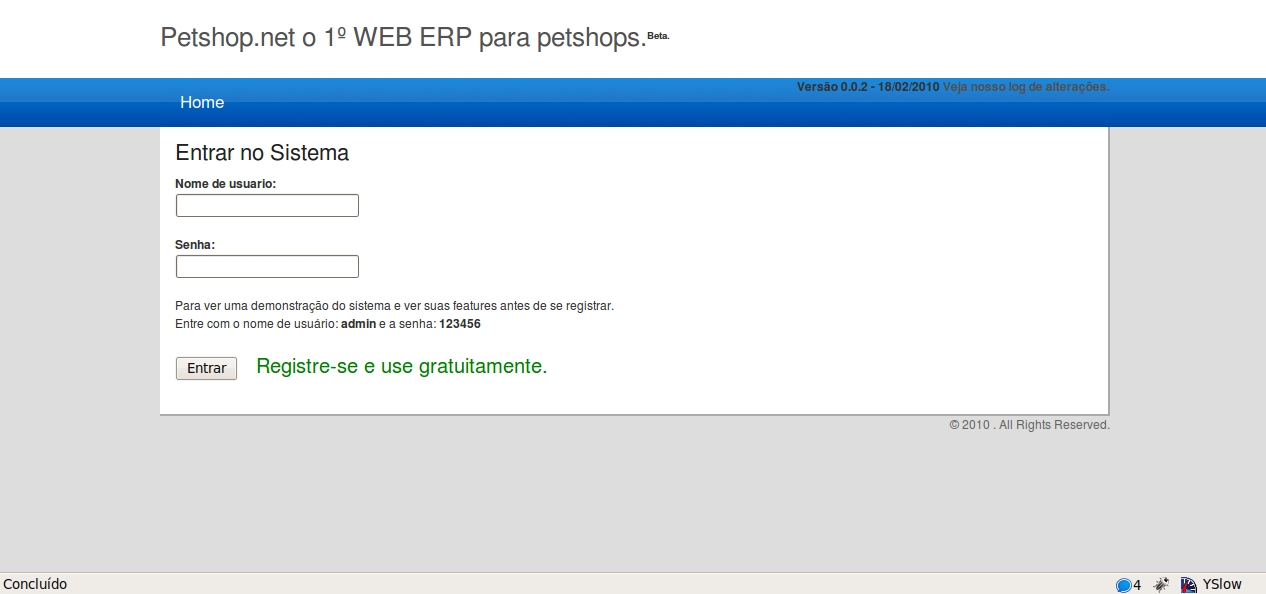 Petshop.net o 1º WEB ERP para petshops.Beta.
Versão 0.0.2 - 18/02/2010 Veja nosso log de alterações.
Home
Entrar no Sistema
Nome de usuario:
Senha:
Para ver uma demonstração do sistema e ver suas features antes de se registrar.
Entre com o nome de usuário: admin e a senha: 123456
Entrar Registre-se e use gratuitamente.
© 2010 . All Rights Reserved.
Concluído 4 YSlow